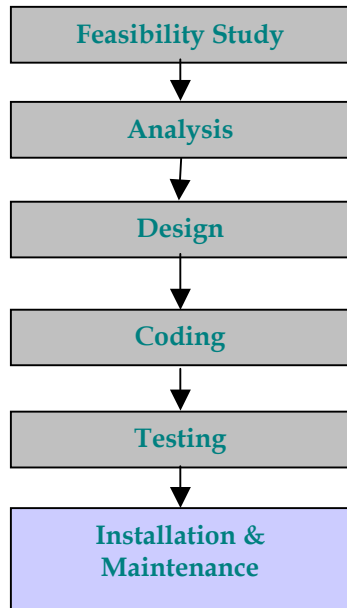 Feasibility Study
Analysis
Design
Coding
Testing
Installation &
Maintenance